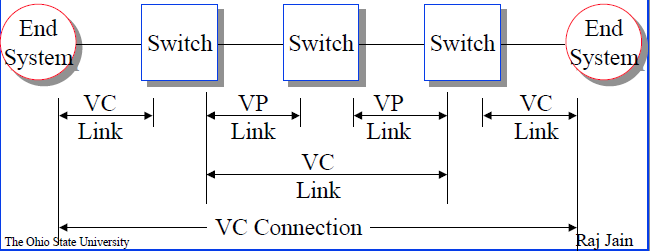 End
System
Switch
Switch
Switch
End
System
VC
Link
VP
Link
VP
Link
VC
Link
VC
Link
VC Connection
The Ohio State University
Raj Jain